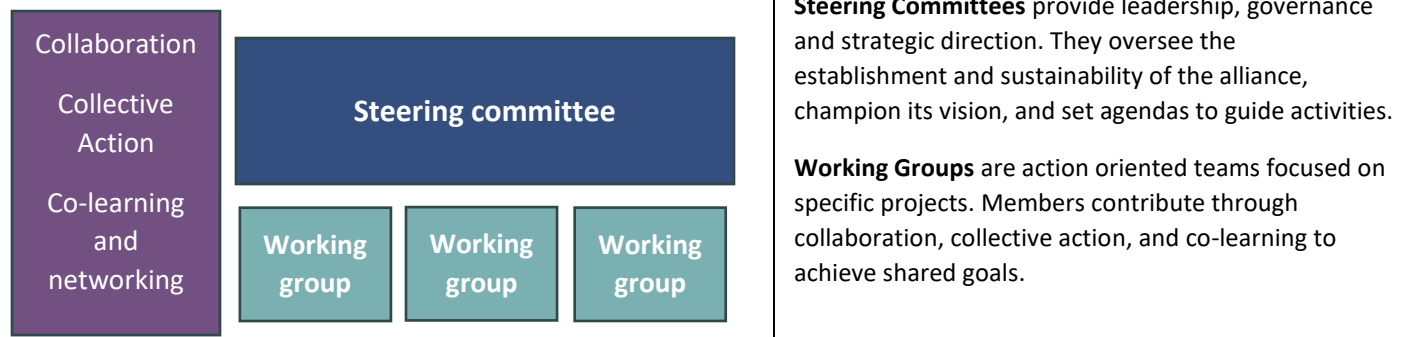 Collaboration
Collective
Action
Co-learning
and
networking
Steering committee
Working
group
Working
group
Working
group
Steering Committees provide leadership, governance
and strategic direction. They oversee the
establishment and sustainability of the alliance,
champion its vision, and set agendas to guide activities.
Working Groups are action oriented teams focused on
specific projects. Members contribute through
collaboration, collective action, and co-learning to
achieve shared goals.